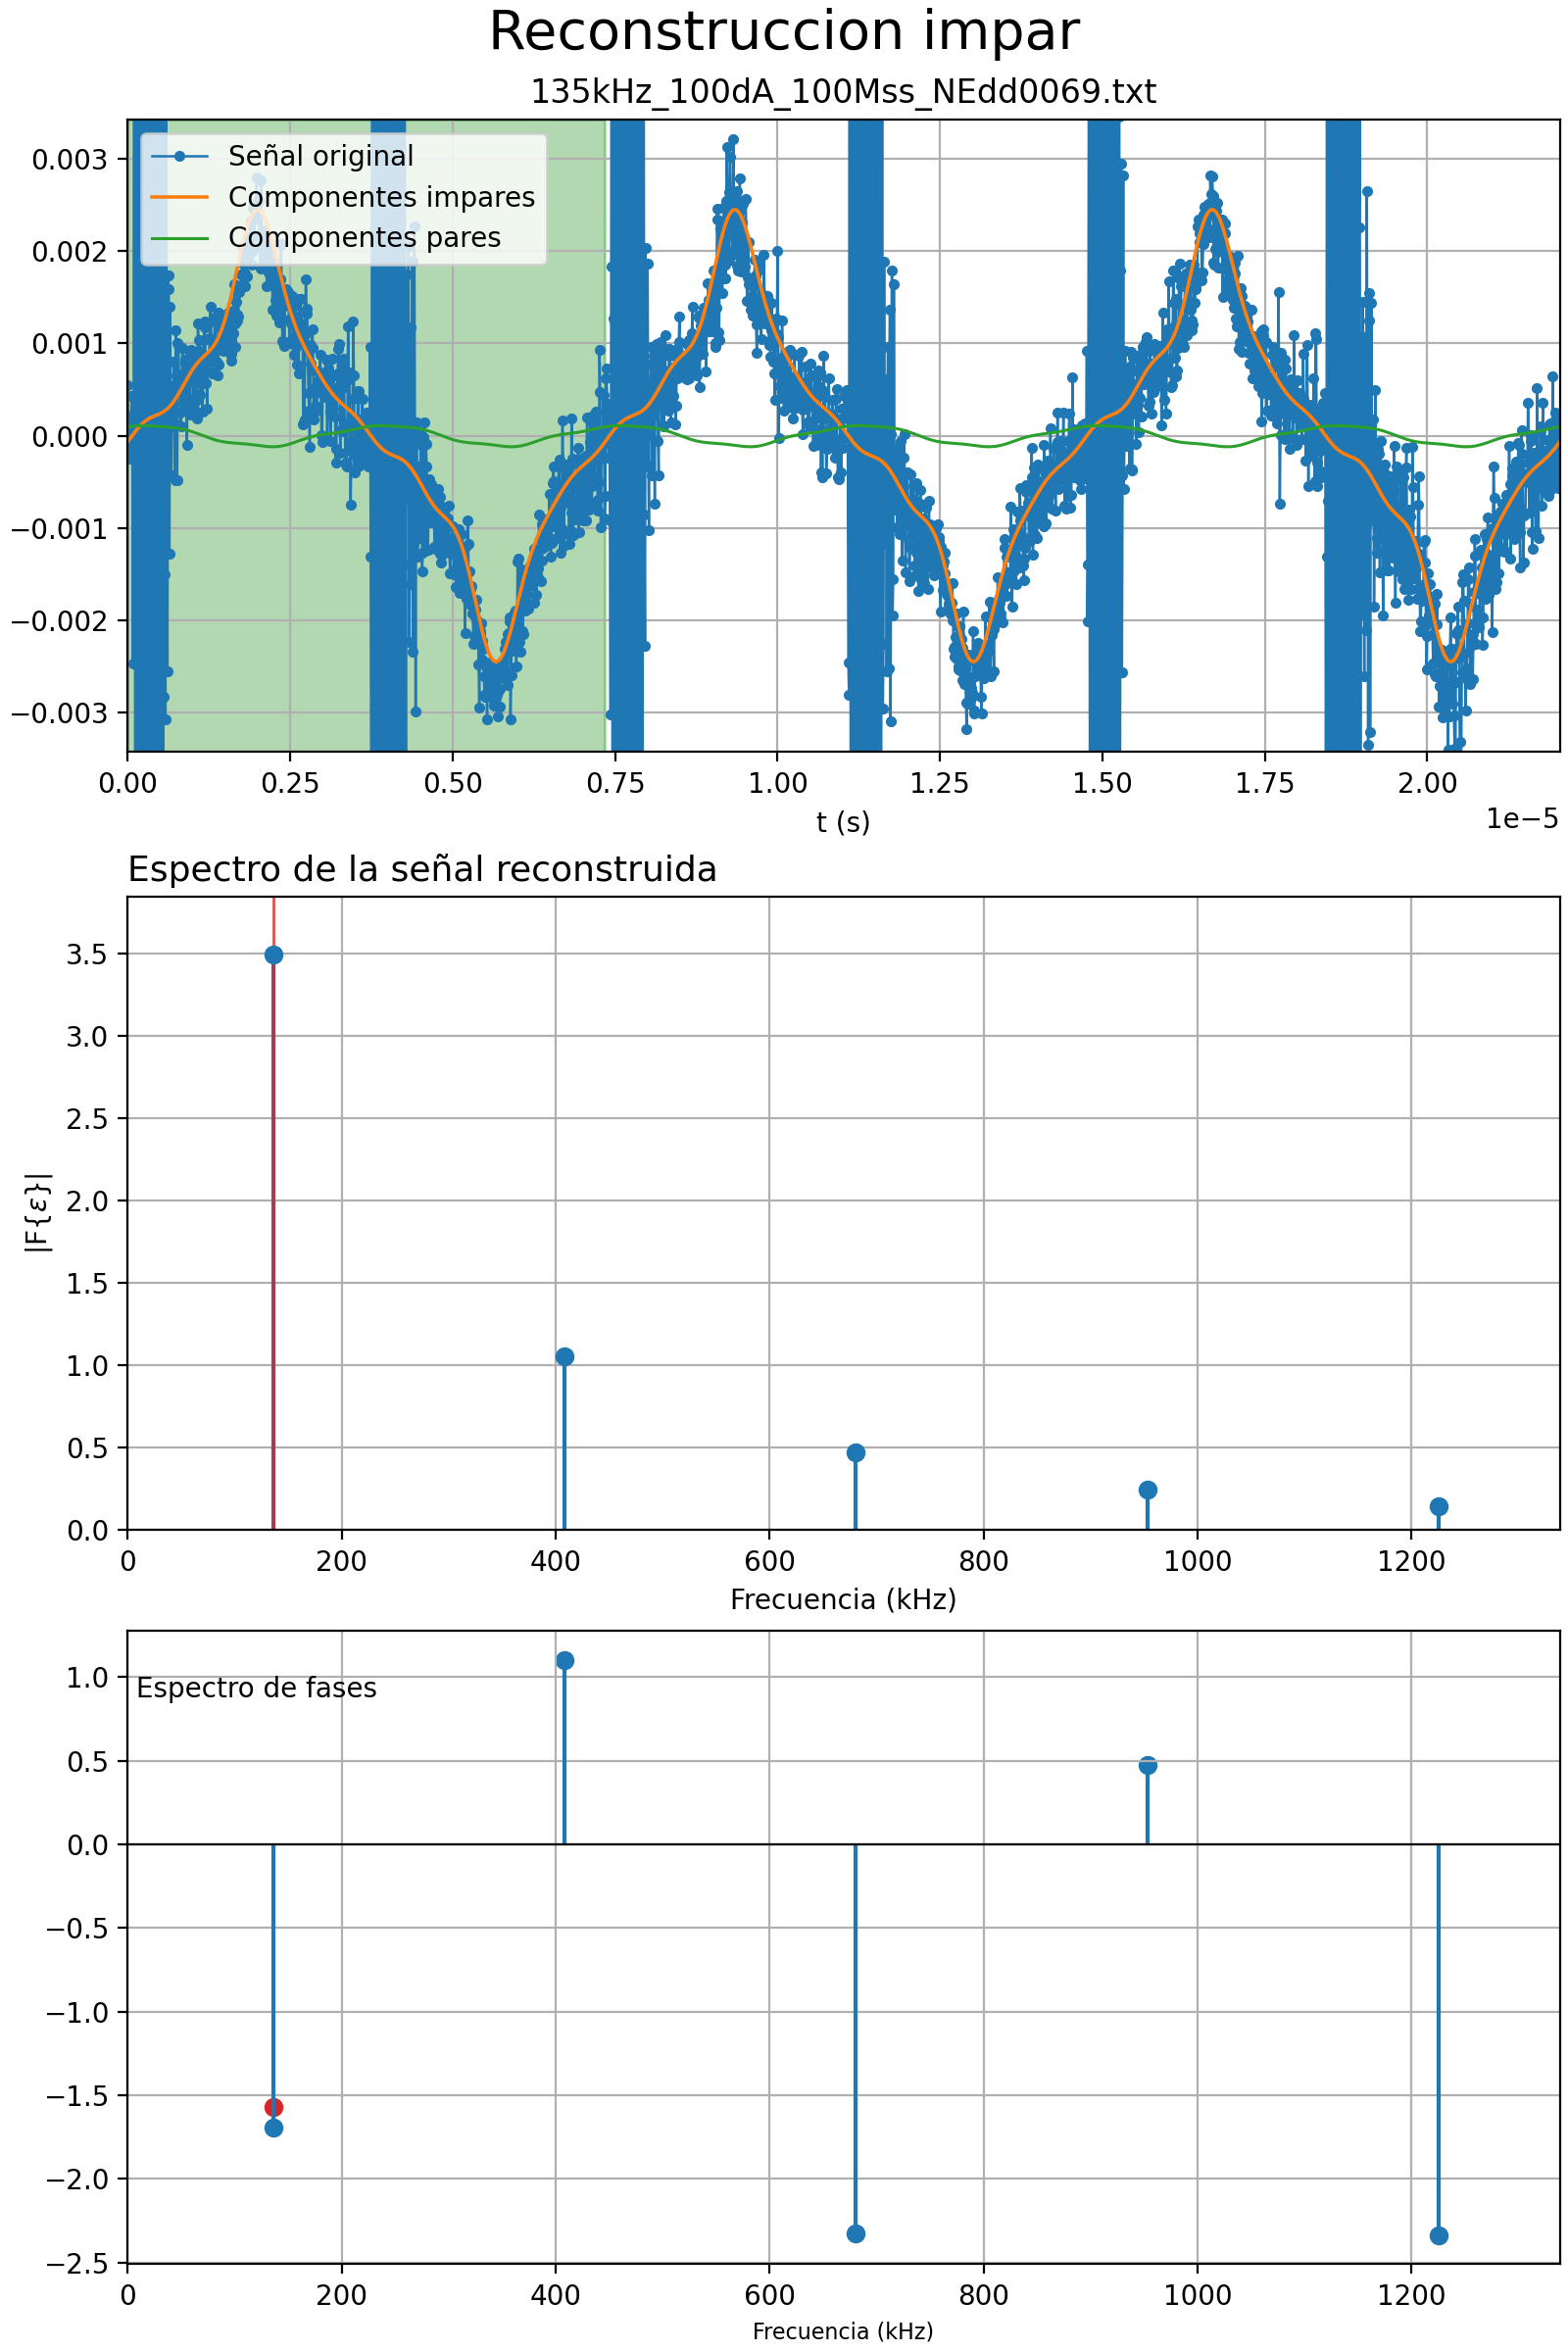 Reconstruccion impar
135kHz_100dA_100Mss_NEdd0069.txt
Señal original
Componentes impares
Componentes pares
0.003
0.002
0.001
0.000
−0.001
−0.002
−0.003
0.00 0.25 0.50 0.75 1.00 1.25 1.50 1.75 2.00
1e−5
t (s)
Espectro de la señal reconstruida
|F{ε}|
3.5
3.0
2.5
2.0
1.5
1.0
0.5
0.0
0 200 400 600 800 1000 1200
Frecuencia (kHz)
Espectro de fases
1.0
0.5
0.0
−0.5
−1.0
−1.5
−2.0
−2.5
0 200 400 600 800 1000 1200
Frecuencia (kHz)